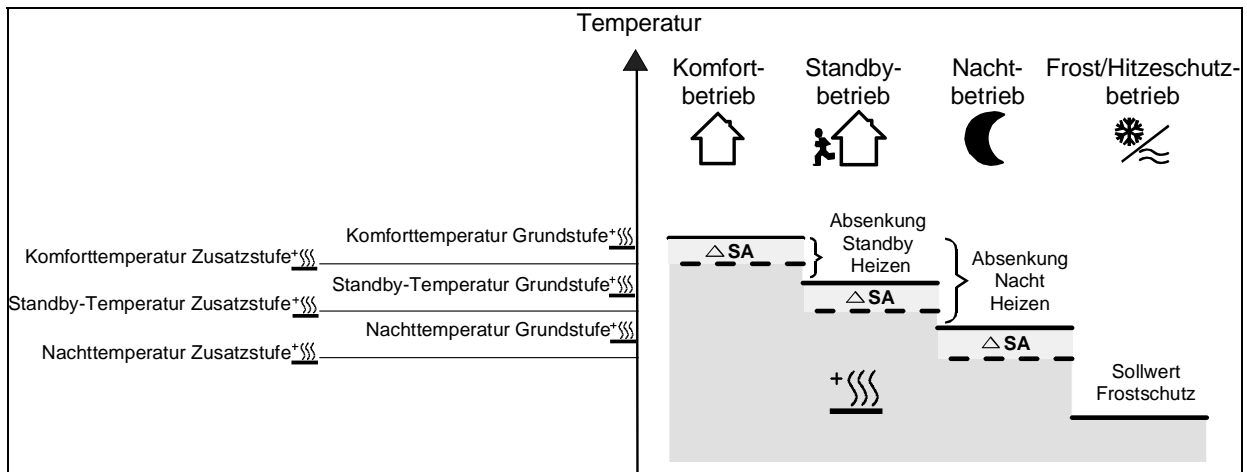 Temperatur
Komfort-
betrieb
Standby-
betrieb
Nacht-
betrieb
Frost/Hitzeschutz-
betrieb
Komforttemperatur Grundstufe
Komforttemperatur Zusatzstufe
Standby-Temperatur Grundstufe
Standby-Temperatur Zusatzstufe
Nachttemperatur Grundstufe
Nachttemperatur Zusatzstufe
△ SA
Absenkung
Standby
Heizen
△ SA
Absenkung
Nacht
Heizen
△ SA
Sollwert
Frostschutz